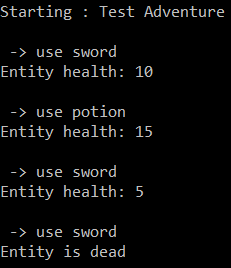 Starting : Test Adventure
-> use sword
Entity health: 10
-> use potion
Entity health: 15
-> use sword
Entity health: 5
-> use sword
Entity is dead